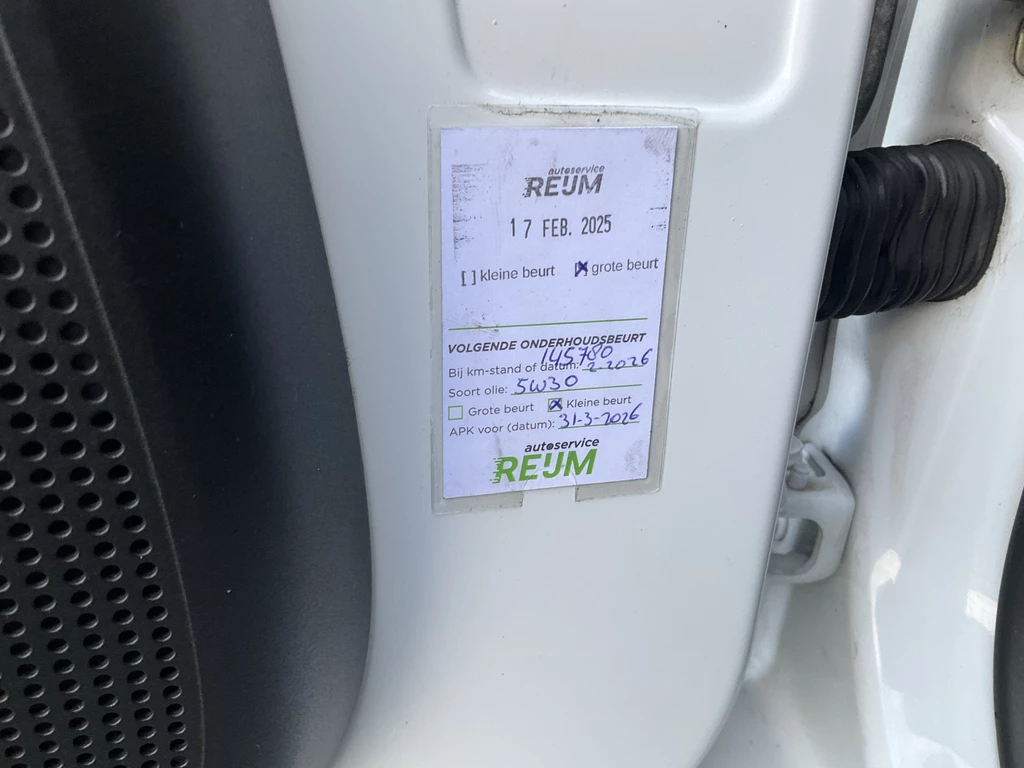 autoservice
REIJM
17 FEB. 2025
[ ] kleine beurt [x] grote beurt
VOLGENDE ONDERHOUDSBEURT
145780
Bij km-stand of datum: 2-2026
Soort olie: 5W30
Grote beurt Kleine beurt
APK voor (datum): 31-3-2026
autoservice
REIJM